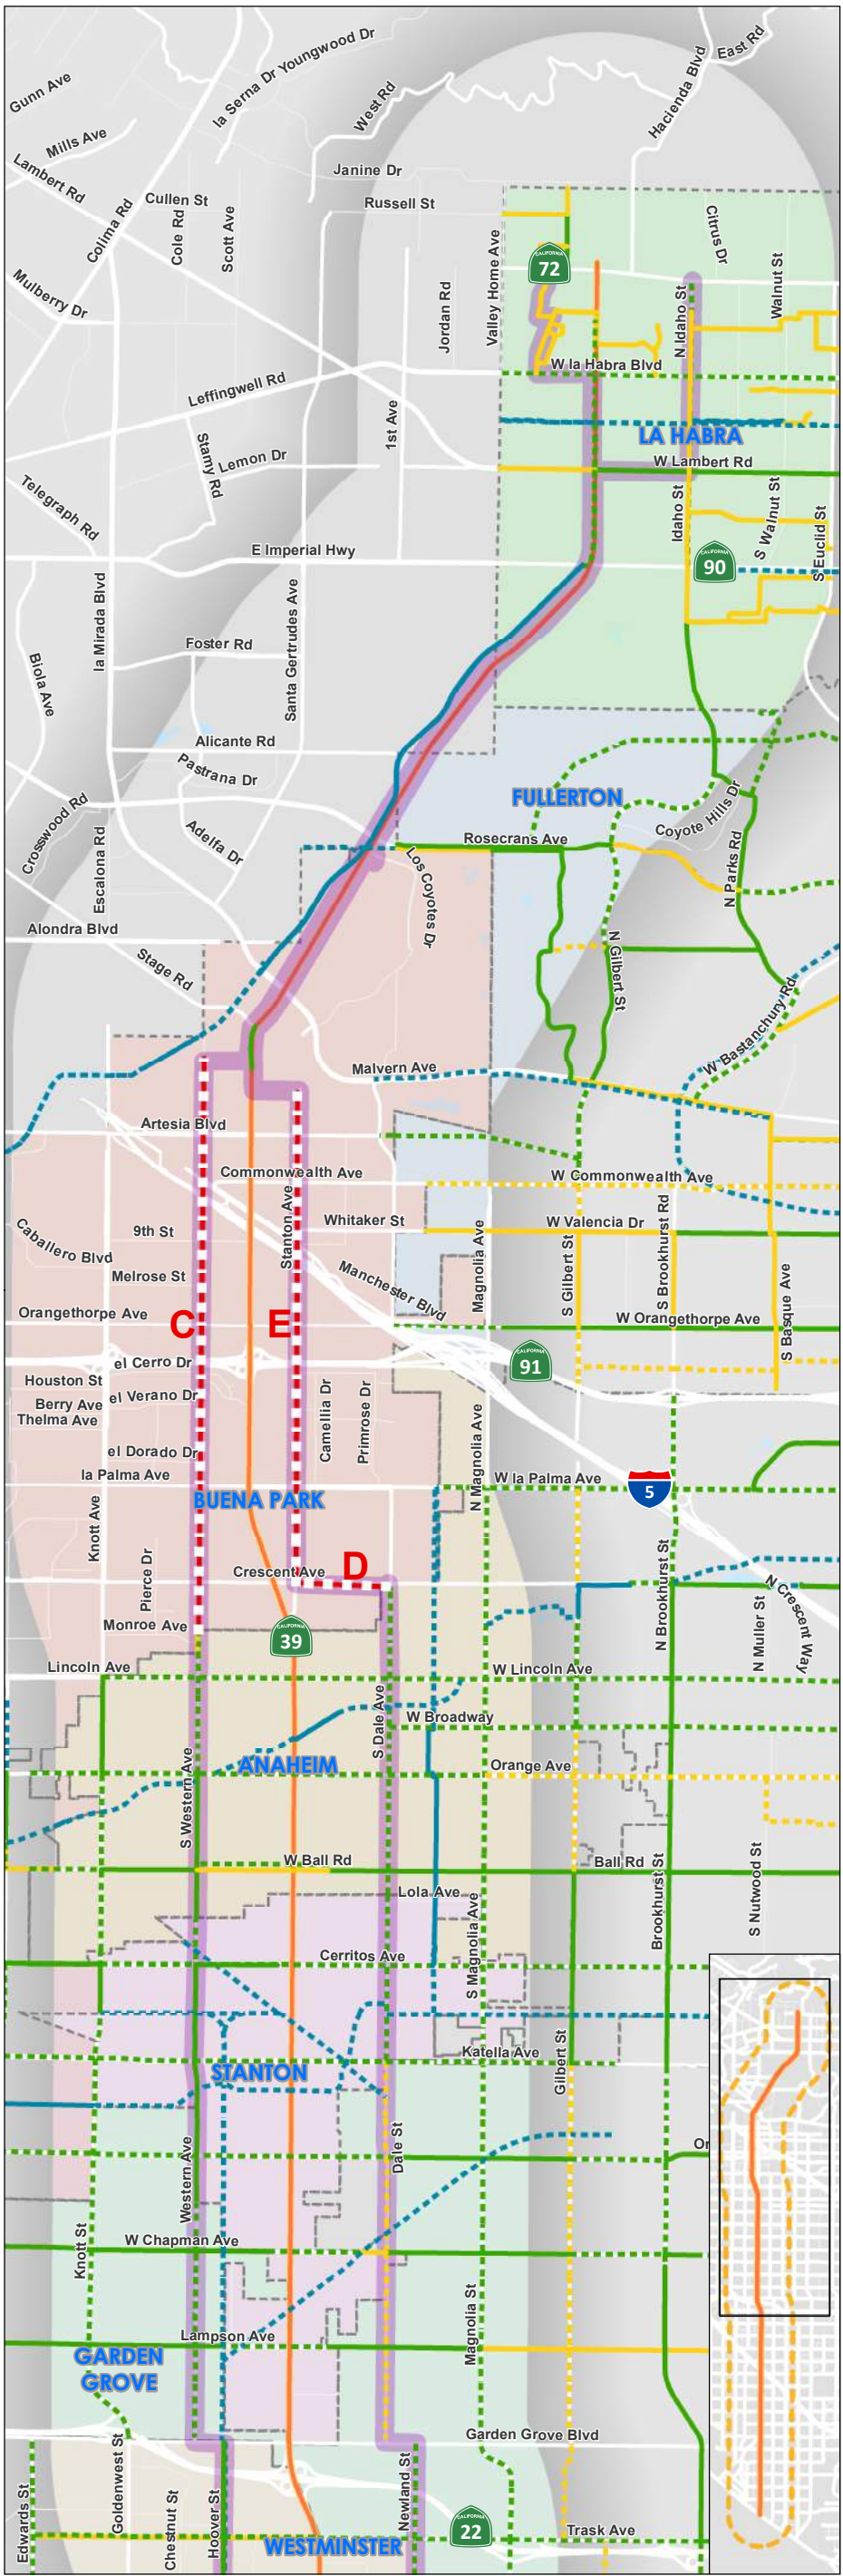 Gunn Ave
la Serna Dr
Youngwood Dr
East Rd
Hacienda Blvd
West Rd
Mills Ave
Lambert Rd
Janine Dr
Cullen St
Russell St
Colima Rd
Cole Rd
Scott Ave
Valley Home Ave
Citrus Dr
CALIFORNIA
72
Walnut St
Mulberry Dr
Jordan Rd
N Idaho St
W la Habra Blvd
Leffingwell Rd
1st Ave
LA HABRA
Stamy Rd
Lemon Dr
W Lambert Rd
Telegraph Rd
Idaho St
S Walnut St
S Euclid St
E Imperial Hwy
CALIFORNIA
90
la Mirada Blvd
Santa Gertrudes Ave
Foster Rd
Biola Ave
Alicante Rd
Pastrana Dr
FULLERTON
Crosswood Rd
Adelfa Dr
Escalona Rd
Rosecrans Ave
Coyote Hills Dr
N Parks Rd
Los Coyotes Dr
Alondra Blvd
Stage Rd
N Gilbert St
W Bastanchury Rd
Malvern Ave
Artesia Blvd
Commonwealth Ave
W Commonwealth Ave
Stanton Ave
Whitaker St
W Valencia Dr
Caballero Blvd
9th St
Melrose St
Manchester Blvd
Magnolia Ave
S Gilbert St
S Brookhurst Rd
S Basque Ave
Orangethorpe Ave
C
E
W Orangethorpe Ave
el Cerro Dr
CALIFORNIA
91
Houston St
Berry Ave
el Verano Dr
Thelma Ave
Camellia Dr
Primrose Dr
N Magnolia Ave
el Dorado Dr
la Palma Ave
W la Palma Ave
BUENA PARK
5
Knott Ave
Pierce Dr
Crescent Ave
D
N Brookhurst St
N Muller St
N Crescent Way
Monroe Ave
CALIFORNIA
39
Lincoln Ave
W Lincoln Ave
S Dale Ave
W Broadway
S Western Ave
ANAHEIM
Orange Ave
W Ball Rd
Ball Rd
Brookhurst St
S Nutwood St
Lola Ave
S Magnolia Ave
Cerritos Ave
Katella Ave
STANTON
Gilbert St
Dale St
Western Ave
Or
Knott St
W Chapman Ave
Magnolia St
Lampson Ave
GARDEN
GROVE
Garden Grove Blvd
Edwards St
Goldenwest St
Chestnut St
Hoover St
Newland St
CALIFORNIA
22
Trask Ave
WESTMINSTER